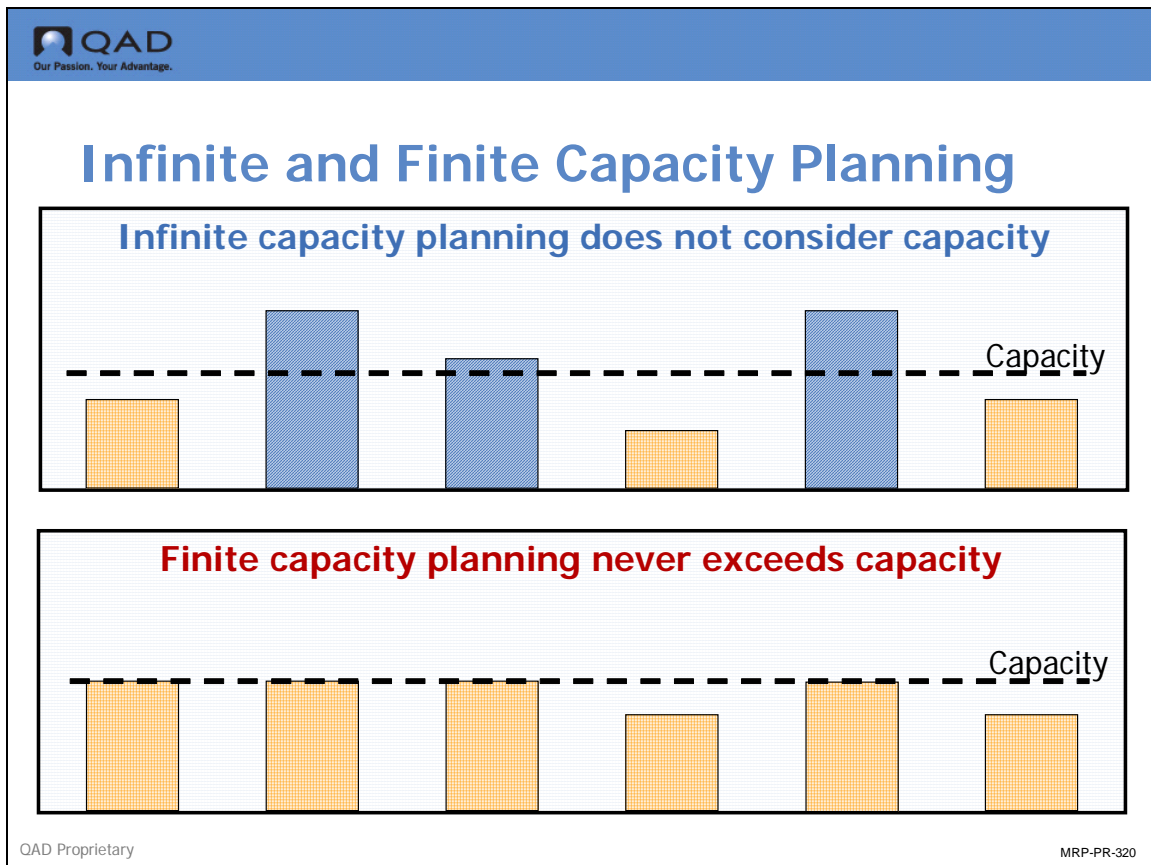 QAD
Our Passion. Your Advantage.
Infinite and Finite Capacity Planning
Infinite capacity planning does not consider capacity
Capacity
Finite capacity planning never exceeds capacity
Capacity
QAD Proprietary
MRP-PR-320